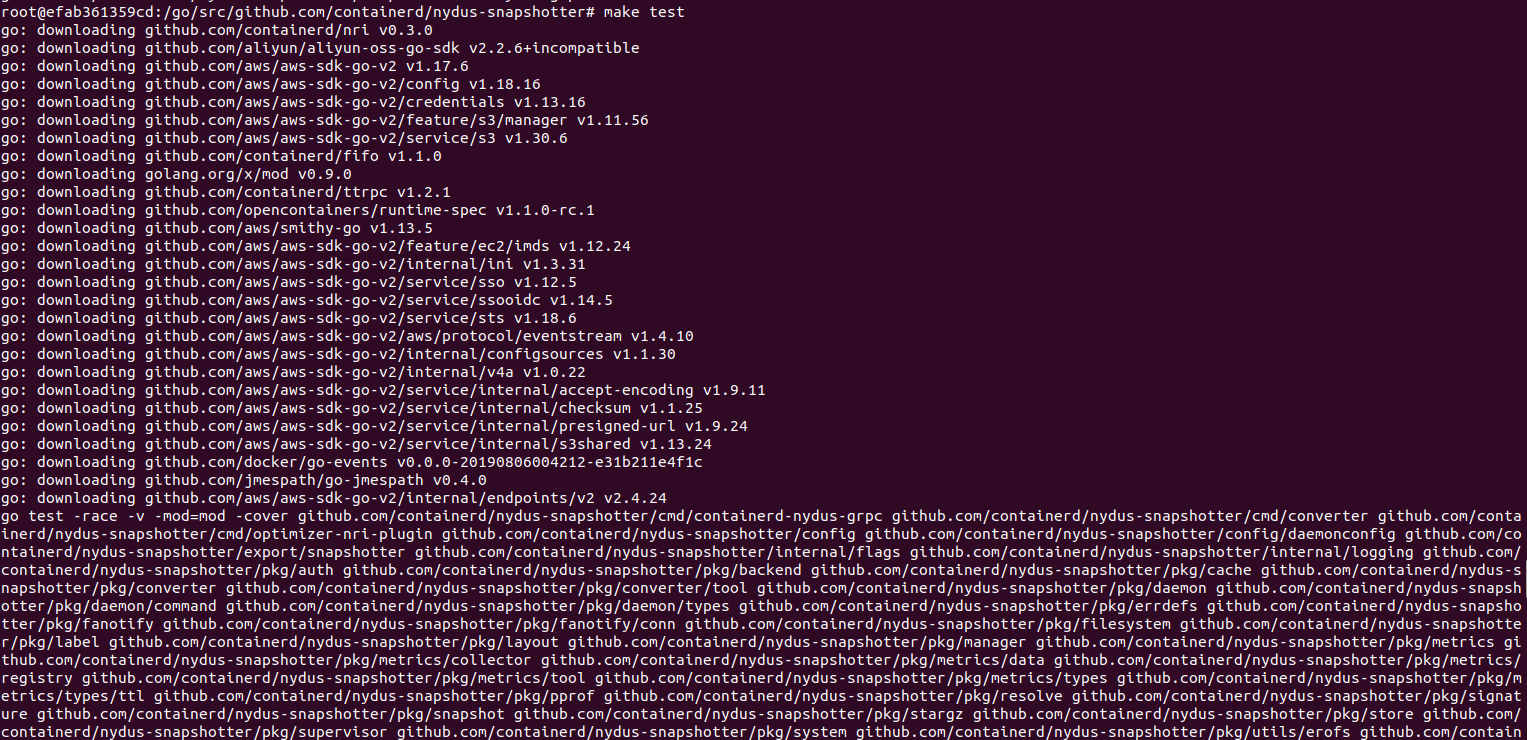 root@efab361359cd:/go/src/github.com/containerd/nydus-snapshotter# make test
go: downloading github.com/containerd/nri v0.3.0
go: downloading github.com/aliyun/aliyun-oss-go-sdk v2.2.6+incompatible
go: downloading github.com/aws/aws-sdk-go-v2 v1.17.6
go: downloading github.com/aws/aws-sdk-go-v2/config v1.18.16
go: downloading github.com/aws/aws-sdk-go-v2/credentials v1.13.16
go: downloading github.com/aws/aws-sdk-go-v2/feature/s3/manager v1.11.56
go: downloading github.com/aws/aws-sdk-go-v2/service/s3 v1.30.6
go: downloading github.com/containerd/fifo v1.1.0
go: downloading golang.org/x/mod v0.9.0
go: downloading github.com/containerd/ttrpc v1.2.1
go: downloading github.com/opencontainers/runtime-spec v1.1.0-rc.1
go: downloading github.com/aws/smithy-go v1.13.5
go: downloading github.com/aws/aws-sdk-go-v2/feature/ec2/imds v1.12.24
go: downloading github.com/aws/aws-sdk-go-v2/internal/ini v1.3.31
go: downloading github.com/aws/aws-sdk-go-v2/service/sso v1.12.5
go: downloading github.com/aws/aws-sdk-go-v2/service/ssooidc v1.14.5
go: downloading github.com/aws/aws-sdk-go-v2/service/sts v1.18.6
go: downloading github.com/aws/aws-sdk-go-v2/aws/protocol/eventstream v1.4.10
go: downloading github.com/aws/aws-sdk-go-v2/internal/configsources v1.1.30
go: downloading github.com/aws/aws-sdk-go-v2/internal/v4a v1.0.22
go: downloading github.com/aws/aws-sdk-go-v2/service/internal/accept-encoding v1.9.11
go: downloading github.com/aws/aws-sdk-go-v2/service/internal/checksum v1.1.25
go: downloading github.com/aws/aws-sdk-go-v2/service/internal/presigned-url v1.9.24
go: downloading github.com/aws/aws-sdk-go-v2/service/internal/s3shared v1.13.24
go: downloading github.com/docker/go-events v0.0.0-20190806004212-e31b211e4f1c
go: downloading github.com/jmespath/go-jmespath v0.4.0
go: downloading github.com/aws/aws-sdk-go-v2/internal/endpoints/v2 v2.4.24
go test -race -v -mod=mod -cover github.com/containerd/nydus-snapshotter/cmd/containerd-nydus-grpc github.com/containerd/nydus-snapshotter/cmd/converter github.com/conta
inerd/nydus-snapshotter/cmd/optimizer-nri-plugin github.com/containerd/nydus-snapshotter/config github.com/containerd/nydus-snapshotter/config/daemonconfig github.com/co
ntainerd/nydus-snapshotter/export/snapshotter github.com/containerd/nydus-snapshotter/internal/flags github.com/containerd/nydus-snapshotter/internal/logging github.com/
containerd/nydus-snapshotter/pkg/auth github.com/containerd/nydus-snapshotter/pkg/backend github.com/containerd/nydus-snapshotter/pkg/cache github.com/containerd/nydus-s
napshotter/pkg/converter github.com/containerd/nydus-snapshotter/pkg/converter/tool github.com/containerd/nydus-snapshotter/pkg/daemon github.com/containerd/nydus-snapsh
otter/pkg/daemon/command github.com/containerd/nydus-snapshotter/pkg/daemon/types github.com/containerd/nydus-snapshotter/pkg/errdefs github.com/containerd/nydus-snapsho
tter/pkg/fanotify github.com/containerd/nydus-snapshotter/pkg/fanotify/conn github.com/containerd/nydus-snapshotter/pkg/filesystem github.com/containerd/nydus-snapshotte
r/pkg/label github.com/containerd/nydus-snapshotter/pkg/layout github.com/containerd/nydus-snapshotter/pkg/manager github.com/containerd/nydus-snapshotter/pkg/metrics gi
thub.com/containerd/nydus-snapshotter/pkg/metrics/collector github.com/containerd/nydus-snapshotter/pkg/metrics/data github.com/containerd/nydus-snapshotter/pkg/metrics/
registry github.com/containerd/nydus-snapshotter/pkg/metrics/tool github.com/containerd/nydus-snapshotter/pkg/metrics/types github.com/containerd/nydus-snapshotter/pkg/m
etrics/types/ttl github.com/containerd/nydus-snapshotter/pkg/pprof github.com/containerd/nydus-snapshotter/pkg/resolve github.com/containerd/nydus-snapshotter/pkg/signat
ure github.com/containerd/nydus-snapshotter/pkg/snapshot github.com/containerd/nydus-snapshotter/pkg/stargz github.com/containerd/nydus-snapshotter/pkg/store github.com/
containerd/nydus-snapshotter/pkg/supervisor github.com/containerd/nydus-snapshotter/pkg/system github.com/containerd/nydus-snapshotter/pkg/utils/erofs github.com/contain